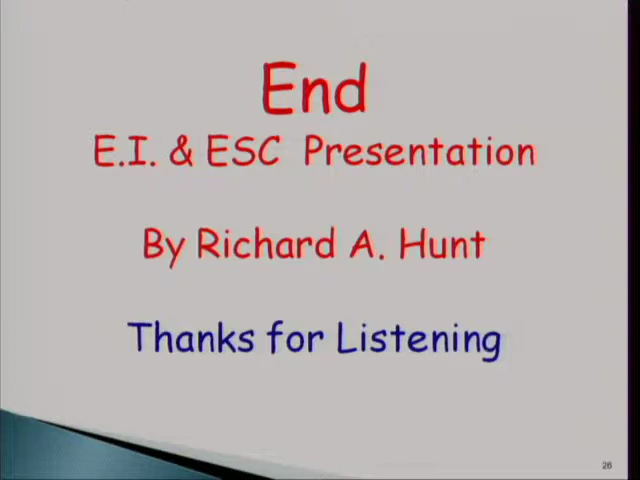 End
E.I. & ESC Presentation
By Richard A. Hunt
Thanks for Listening
26